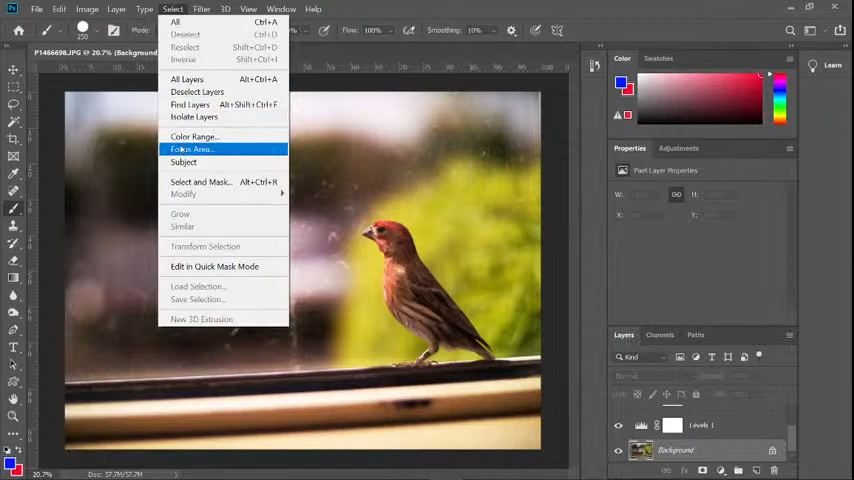 Ps File Edit Image Layer Type Select Filter 3D View Window Help
250 Mode: Flow: 100% Smoothing: 10%
P1466698.JPG @ 20.7% (Background
All Ctrl+A
Deselect Ctrl+D
Reselect Shift+Ctrl+D
Inverse Shift+Ctrl+I
All Layers Alt+Ctrl+A
Deselect Layers
Find Layers Alt+Shift+Ctrl+F
Isolate Layers
Color Range...
Focus Area...
Subject
Select and Mask... Alt+Ctrl+R
Modify
Grow
Similar
Transform Selection
Edit in Quick Mask Mode
Load Selection...
Save Selection...
New 3D Extrusion
Color Swatches
Learn
Properties Adjustments
Pixel Layer Properties
W: H:
X: Y:
Layers Channels Paths
Kind
Normal Opacity: 100%
Levels 1
Background
20.7% Doc: 57.7M/57.7M